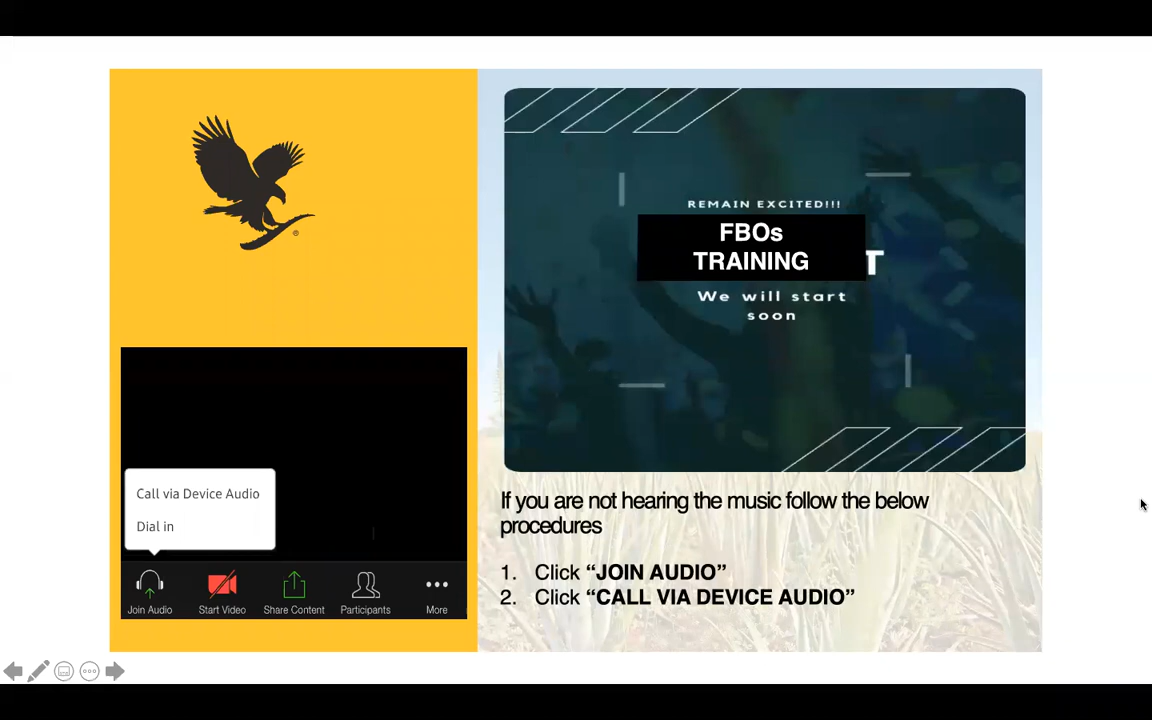 ®
Call via Device Audio
Dial in
Join Audio
Start Video
Share Content
Participants
More
REMAIN EXCITED!!!
FBOs
TRAINING
T
We will start
soon
If you are not hearing the music follow the below
procedures
1. Click “JOIN AUDIO”
2. Click “CALL VIA DEVICE AUDIO”